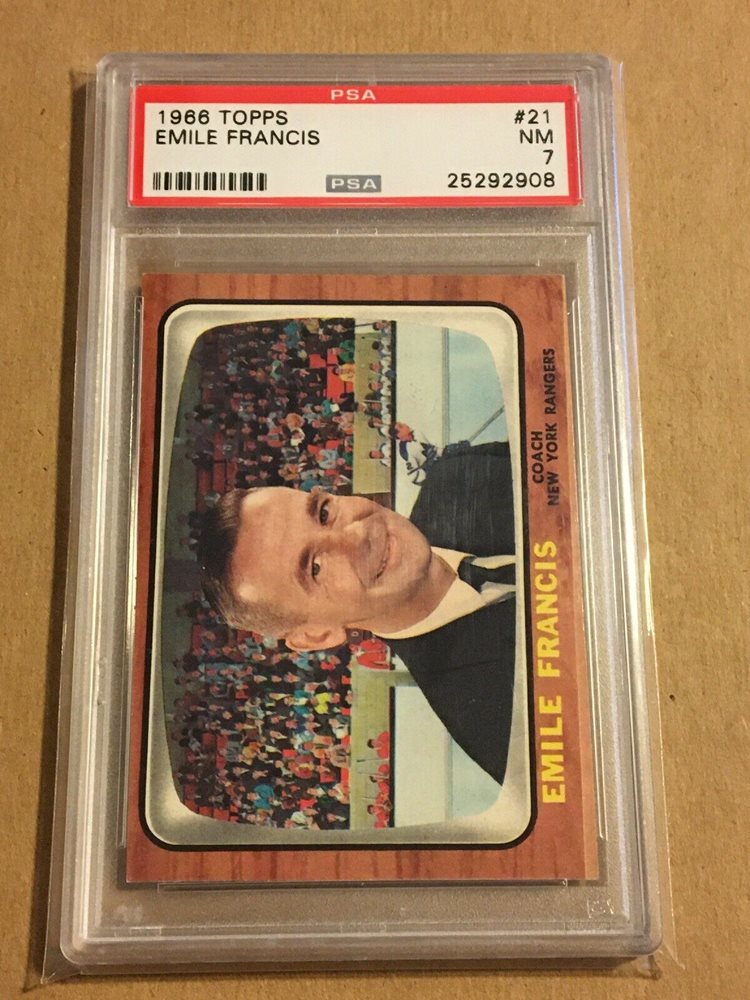 PSA
1966 TOPPS #21
EMILE FRANCIS NM
7
PSA 25292908
COACH
NEW YORK RANGERS
EMILE FRANCIS